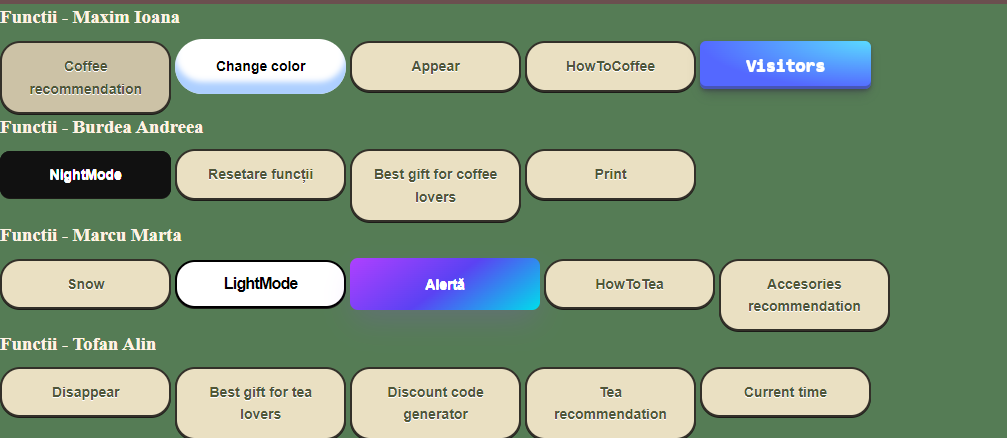 Functii - Maxim Ioana
Coffee
recommendation
Change color
Appear
HowToCoffee
Visitors
Functii - Burdea Andreea
NightMode
Resetare funcții
Best gift for coffee
lovers
Print
Functii - Marcu Marta
Snow
LightMode
Alertă
HowToTea
Accesories
recommendation
Functii - Tofan Alin
Disappear
Best gift for tea
lovers
Discount code
generator
Tea
recommendation
Current time